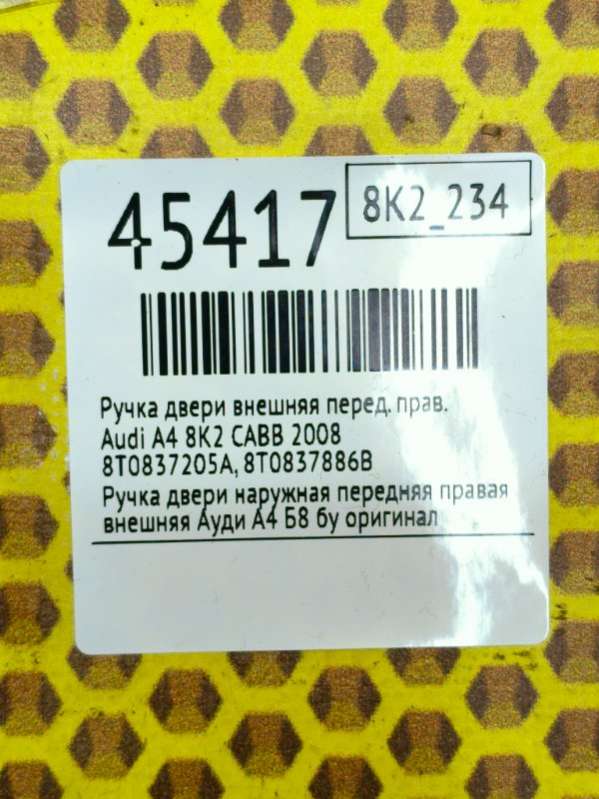 45417
8K2_234
Ручка двери внешняя перед. прав.
Audi A4 8K2 CABB 2008
8T0837205A, 8T0837886B
Ручка двери наружная передняя правая
внешняя Ауди А4 Б8 бу оригинал